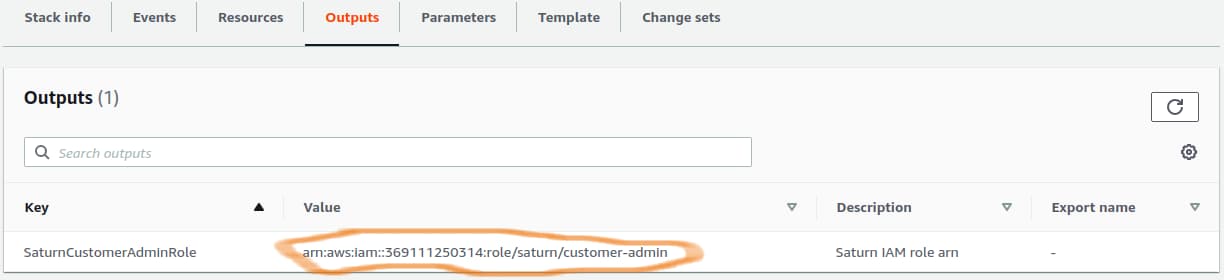 Stack info Events Resources Outputs Parameters Template Change sets
Outputs (1)
Search outputs
Key Value Description Export name
SaturnCustomerAdminRole arn:aws:iam::369111250314:role/saturn/customer-admin Saturn IAM role arn -